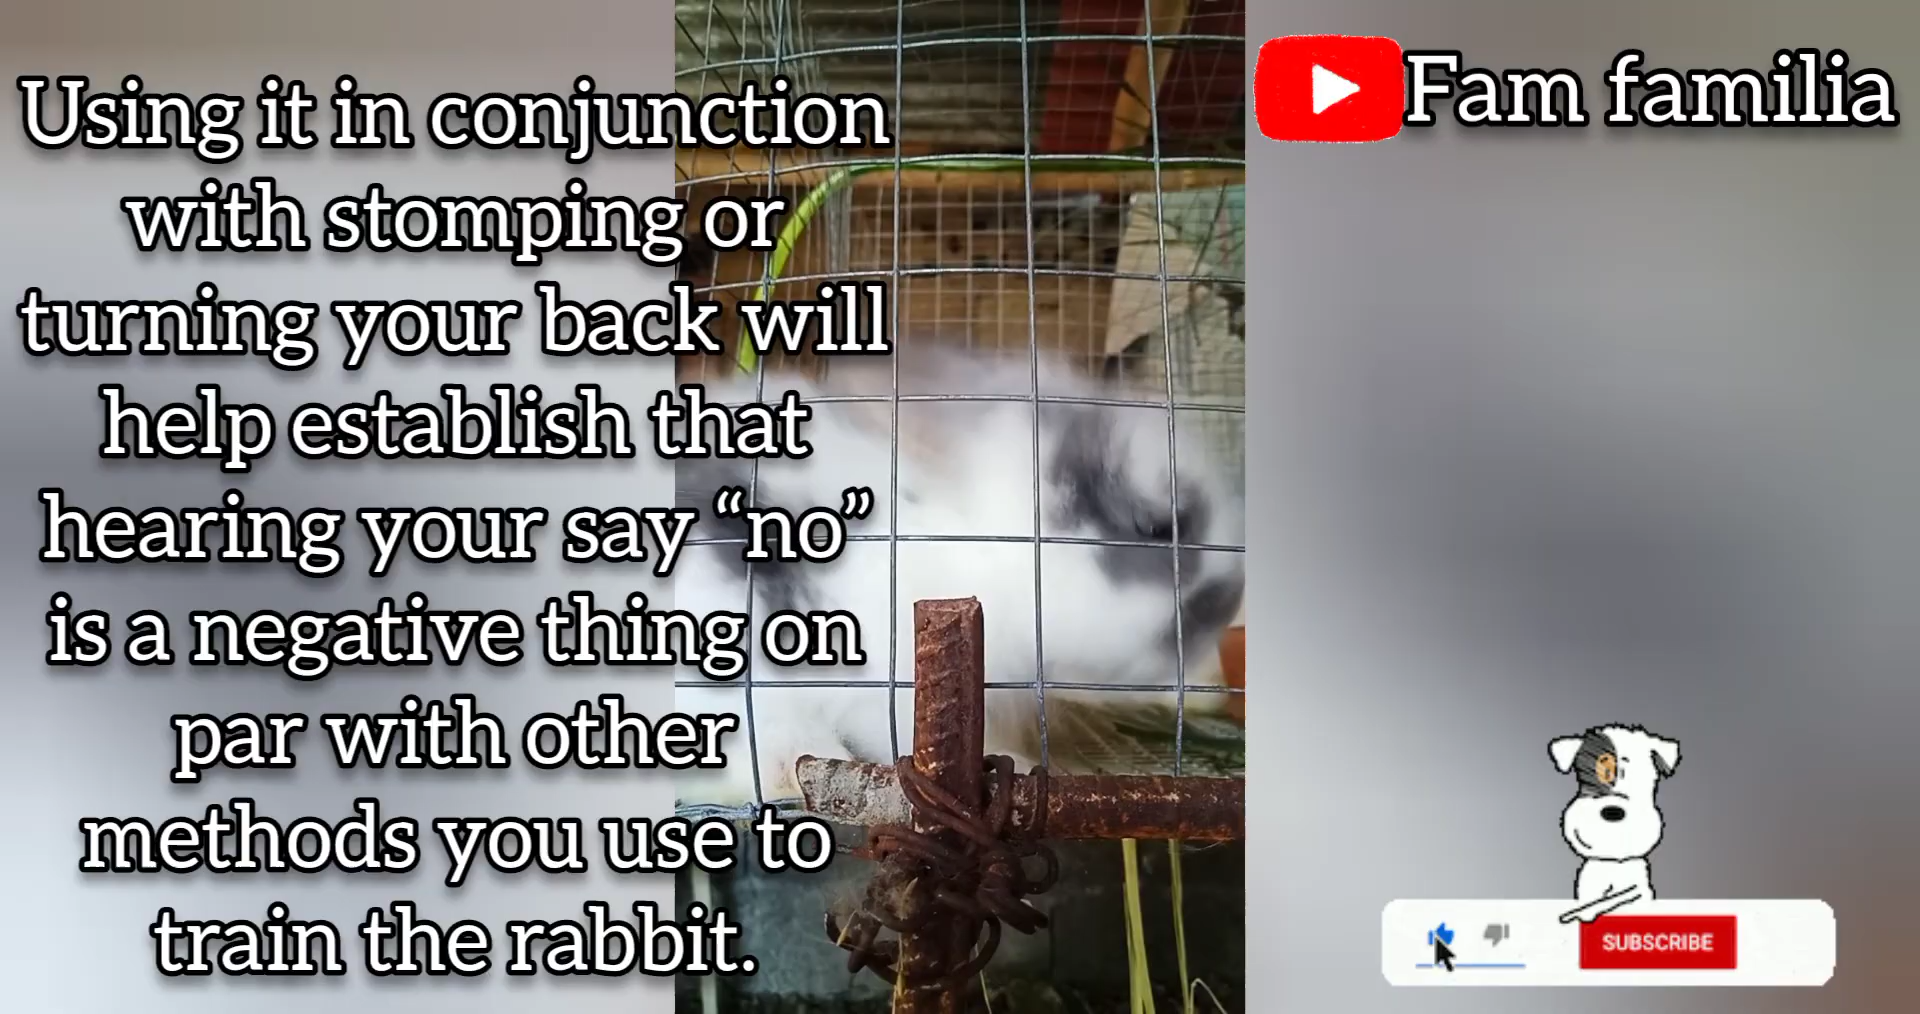 Using it in conjunction
with stomping or
turning your back will
help establish that
hearing your say “no”
is a negative thing on
par with other
methods you use to
train the rabbit.
Fam familia
SUBSCRIBE